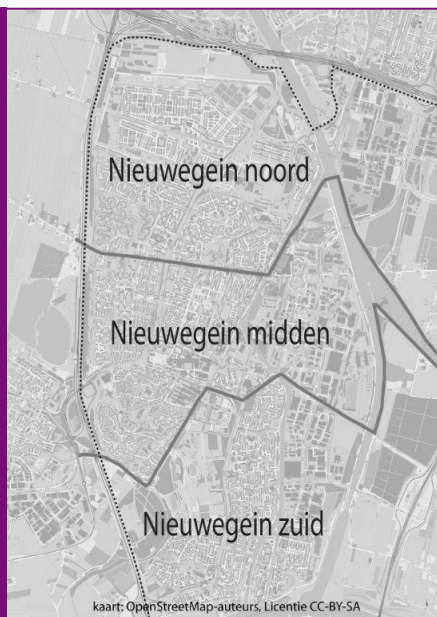 Nieuwegein noord
Nieuwegein midden
Nieuwegein zuid
kaart: OpenStreetMap-auteurs, Licentie CC-BY-SA